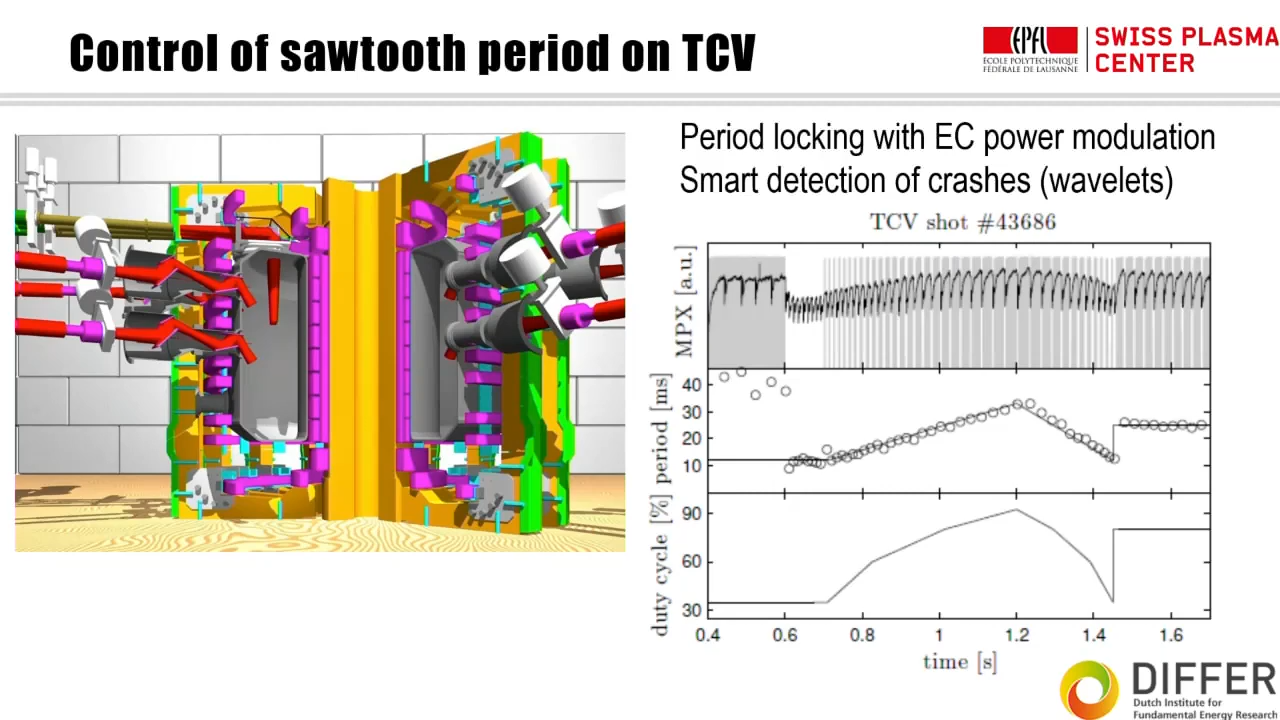 Control of sawtooth period on TCV
EPFL
ÉCOLE POLYTECHNIQUE
FÉDÉRALE DE LAUSANNE
SWISS PLASMA
CENTER
Period locking with EC power modulation
Smart detection of crashes (wavelets)
TCV shot #43686
MPX [a.u.]
period [ms]
40
30
20
10
duty cycle [%]
90
60
30
0.4 0.6 0.8 1 1.2 1.4 1.6
time [s]
DIFFER
Dutch Institute for
Fundamental Energy Research